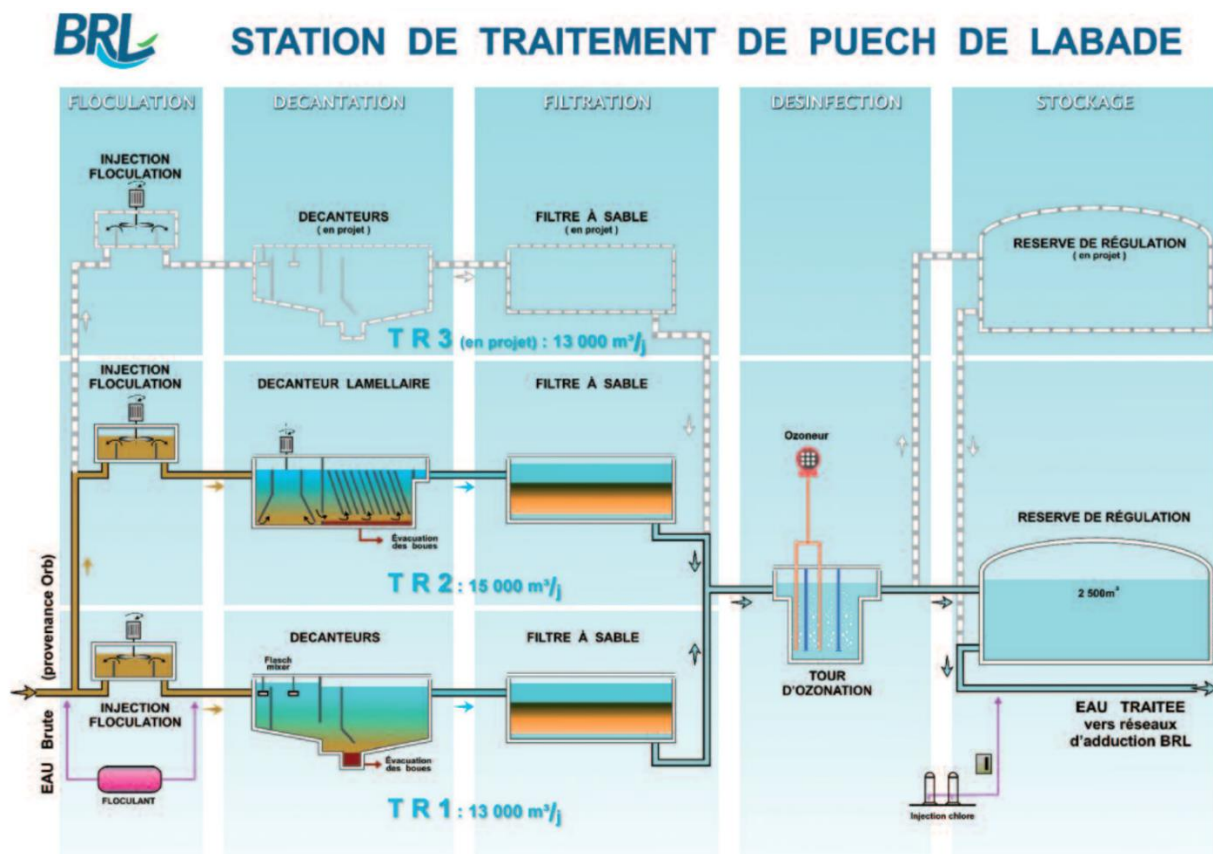 BRL STATION DE TRAITEMENT DE PUECH DE LABADE
FLOCULATION
DECANTATION
FILTRATION
DESINFECTION
STOCKAGE
INJECTION
FLOCULATION
DECANTEURS
( en projet )
FILTRE À SABLE
(en projet)
RESERVE DE RÉGULATION
( en projet )
TR3 (en projet) : 13 000 m³/j
INJECTION
FLOCULATION
DECANTEUR LAMELLAIRE
FILTRE À SABLE
Ozoneur
RESERVE DE RÉGULATION
Évacuation
des boues
TR2 : 15 000 m³/j
2 500m³
EAU Brute (provenance Orb)
DECANTEURS
FILTRE À SABLE
Flasch
mixer
TOUR
D'OZONATION
INJECTION
FLOCULATION
EAU TRAITEE
vers réseaux
d'adduction BRL
Évacuation
des boues
FLOCULANT
TR1 : 13 000 m³/j
Injection chlore